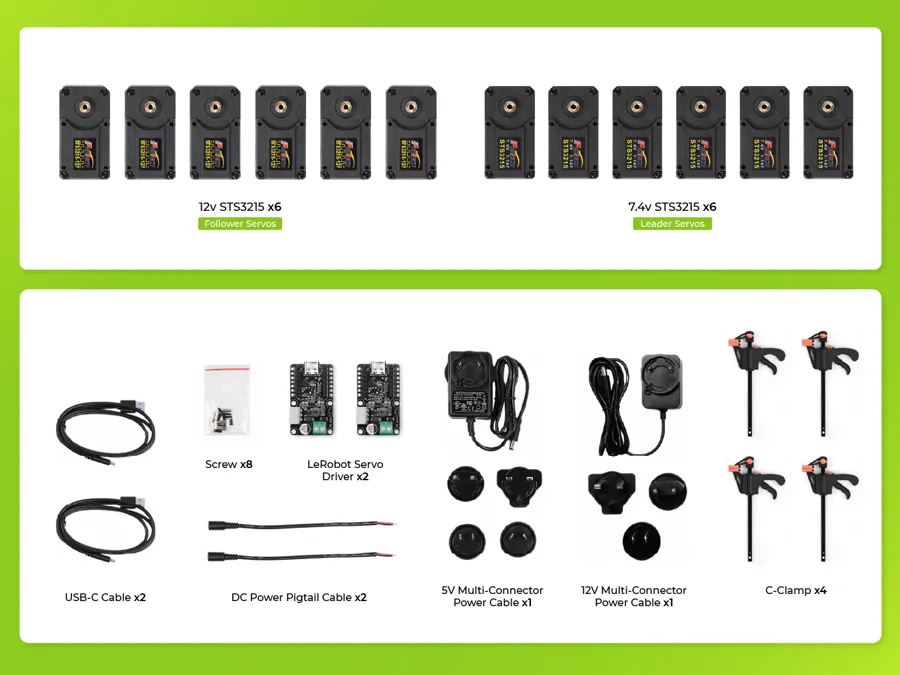 12v STS3215 x6
Follower Servos
7.4v STS3215 x6
Leader Servos
STS3215
STS3215
STS3215
STS3215
STS3215
STS3215
Screw x8
LeRobot Servo
Driver x2
USB-C Cable x2
DC Power Pigtail Cable x2
5V Multi-Connector
Power Cable x1
12V Multi-Connector
Power Cable x1
C-Clamp x4